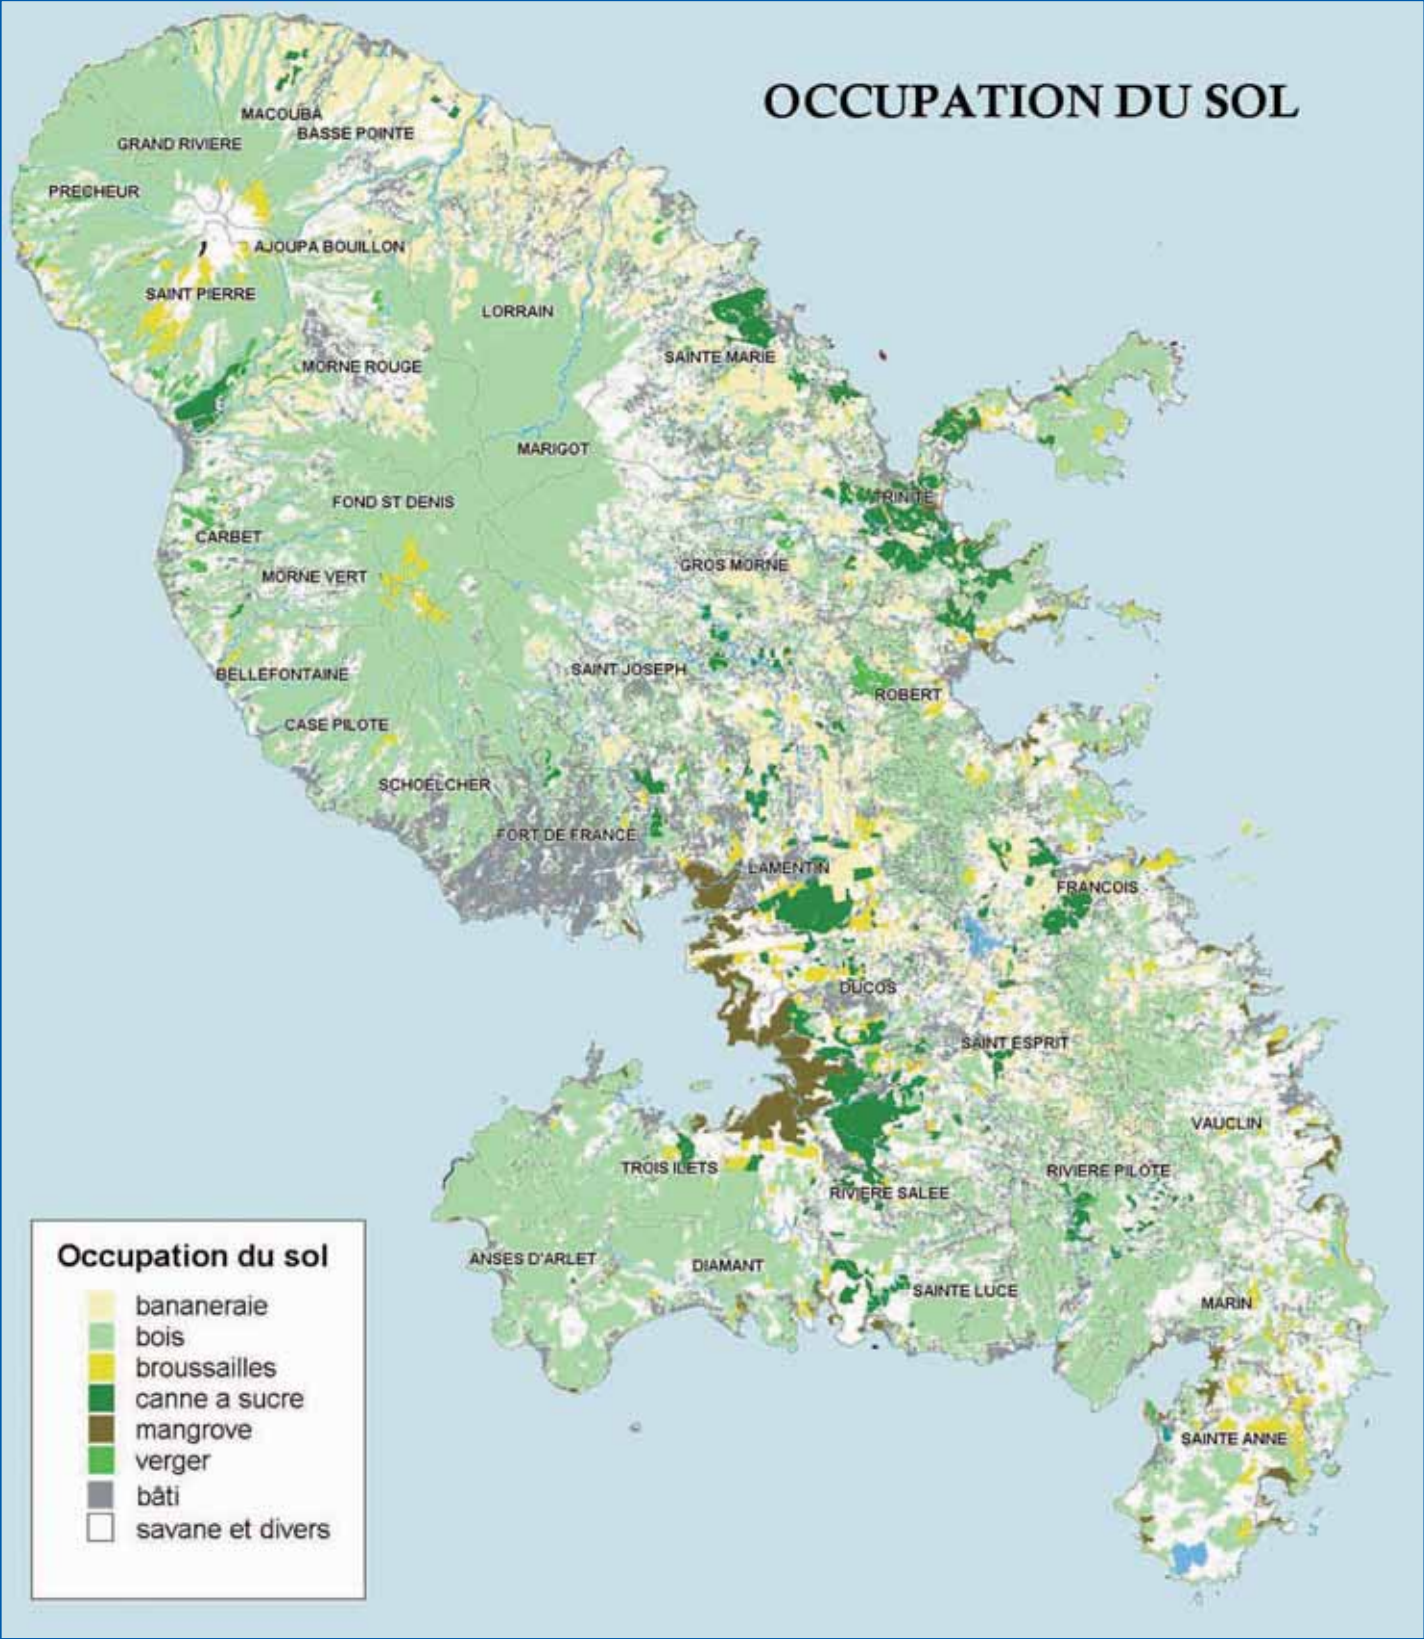 OCCUPATION DU SOL
MACOUBA
BASSE POINTE
GRAND RIVIERE
PRECHEUR
AJOUPA BOUILLON
SAINT PIERRE
LORRAIN
SAINTE MARIE
MORNE ROUGE
MARIGOT
TRINITE
FOND ST DENIS
CARBET
GROS MORNE
MORNE VERT
SAINT JOSEPH
BELLEFONTAINE
ROBERT
CASE PILOTE
SCHOELCHER
FORT DE FRANCE
LAMENTIN
FRANCOIS
DUCOS
SAINT ESPRIT
VAUCLIN
TROIS ILETS
RIVIERE PILOTE
RIVIERE SALEE
ANSES D'ARLET
DIAMANT
SAINTE LUCE
MARIN
SAINTE ANNE
Occupation du sol
bananeraie
bois
broussailles
canne a sucre
mangrove
verger
bâti
savane et divers